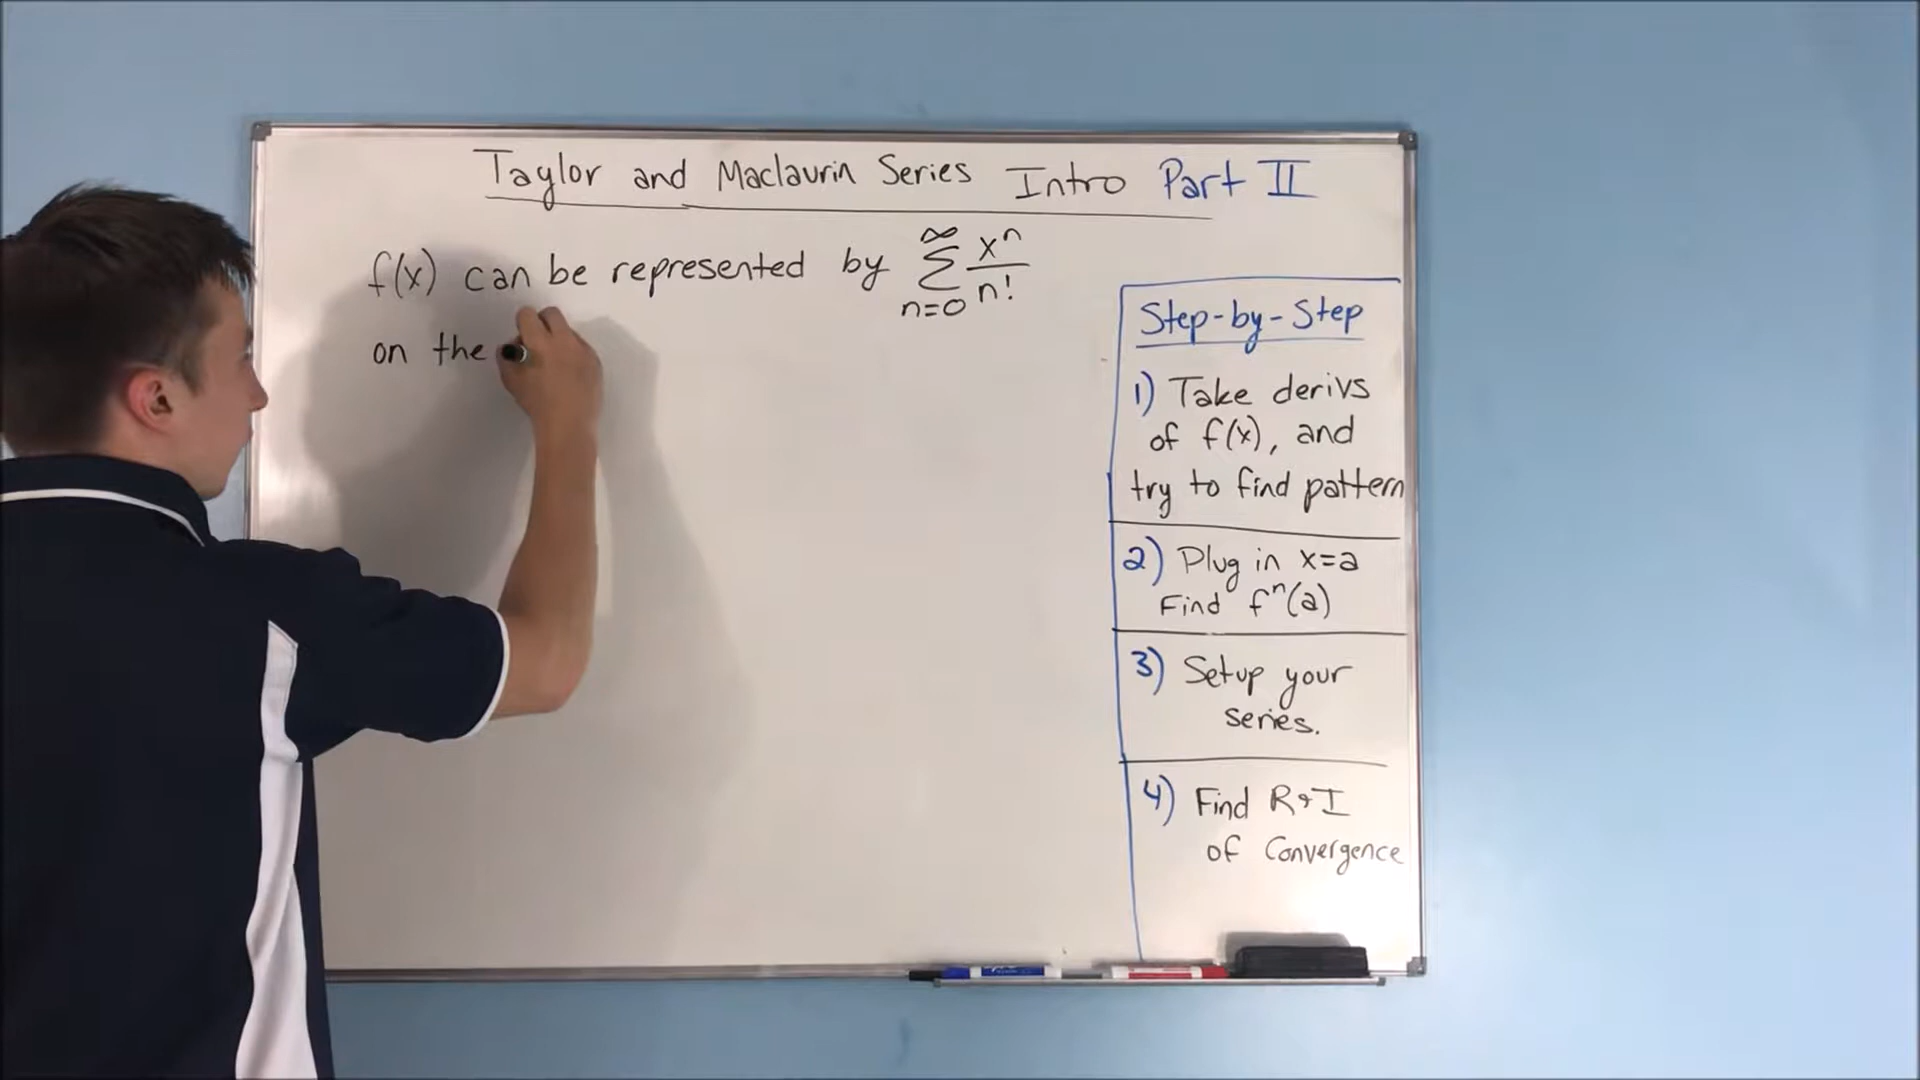 Taylor and Maclaurin Series Intro Part II
f(x) can be represented by ∑_{n=0}^{∞} x^n/n!
on the
Step-by-Step
1) Take derivs
of f(x), and
try to find pattern
2) Plug in x=a
Find f^n(a)
3) Setup your
series.
4) Find R&I
of Convergence